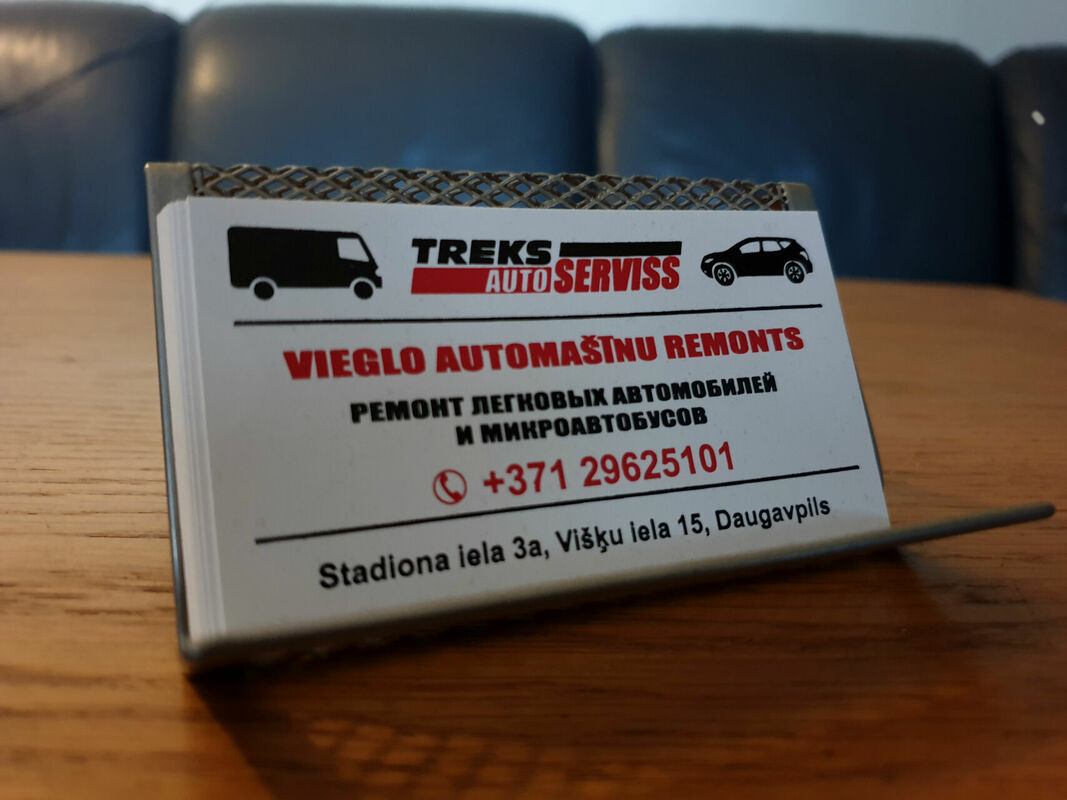 TREKS
AUTO SERVISS
VIEGLO AUTOMAŠĪNU REMONTS
РЕМОНТ ЛЕГКОВЫХ АВТОМОБИЛЕЙ
И МИКРОАВТОБУСОВ
+371 29625101
Stadiona iela 3a, Višķu iela 15, Daugavpils